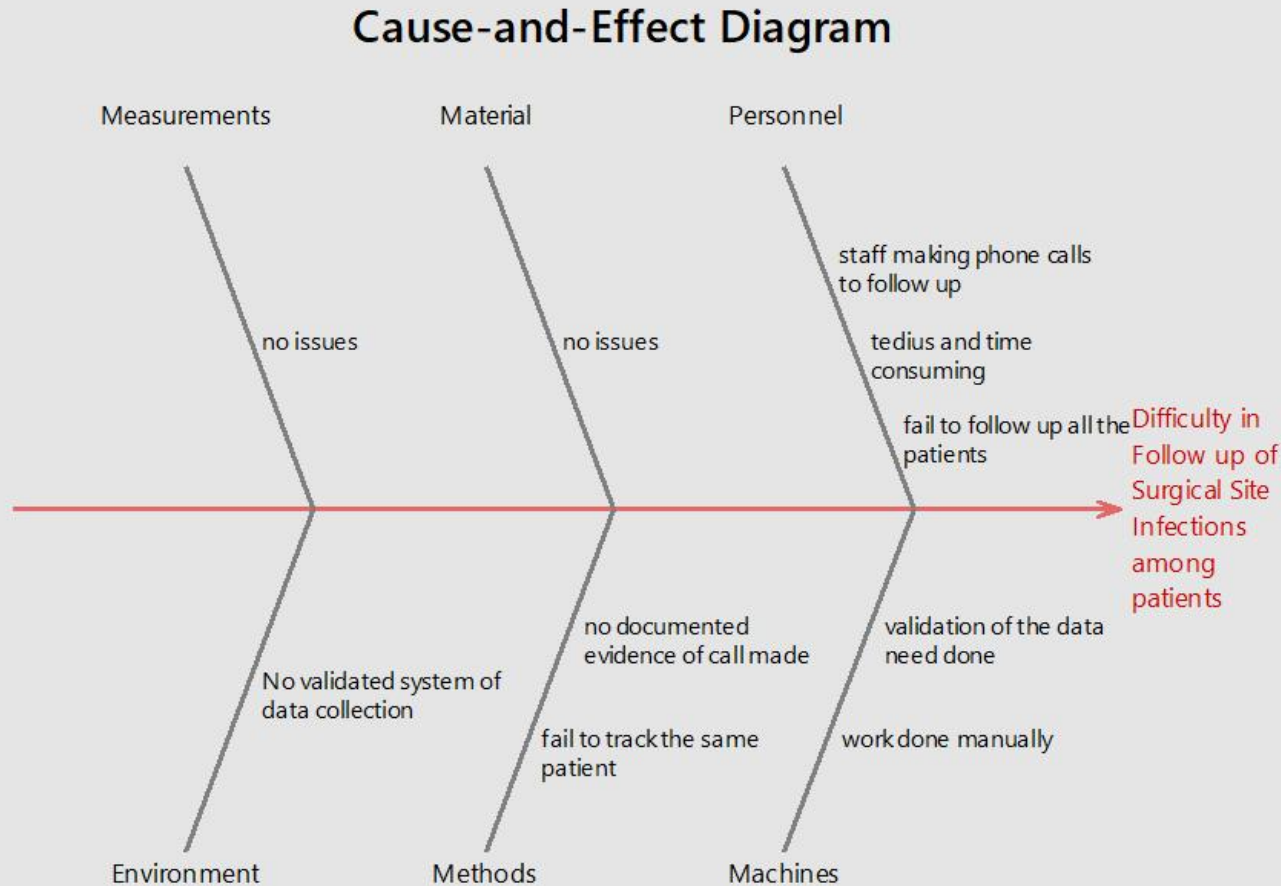 Cause-and-Effect Diagram
Measurements
Material
Personnel
staff making phone calls
to follow up
no issues
no issues
tedius and time
consuming
fail to follow up all the
patients
Difficulty in
Follow up of
Surgical Site
Infections
among
patients
no documented
evidence of call made
validation of the data
need done
No validated system of
data collection
fail to track the same
patient
work done manually
Environment
Methods
Machines